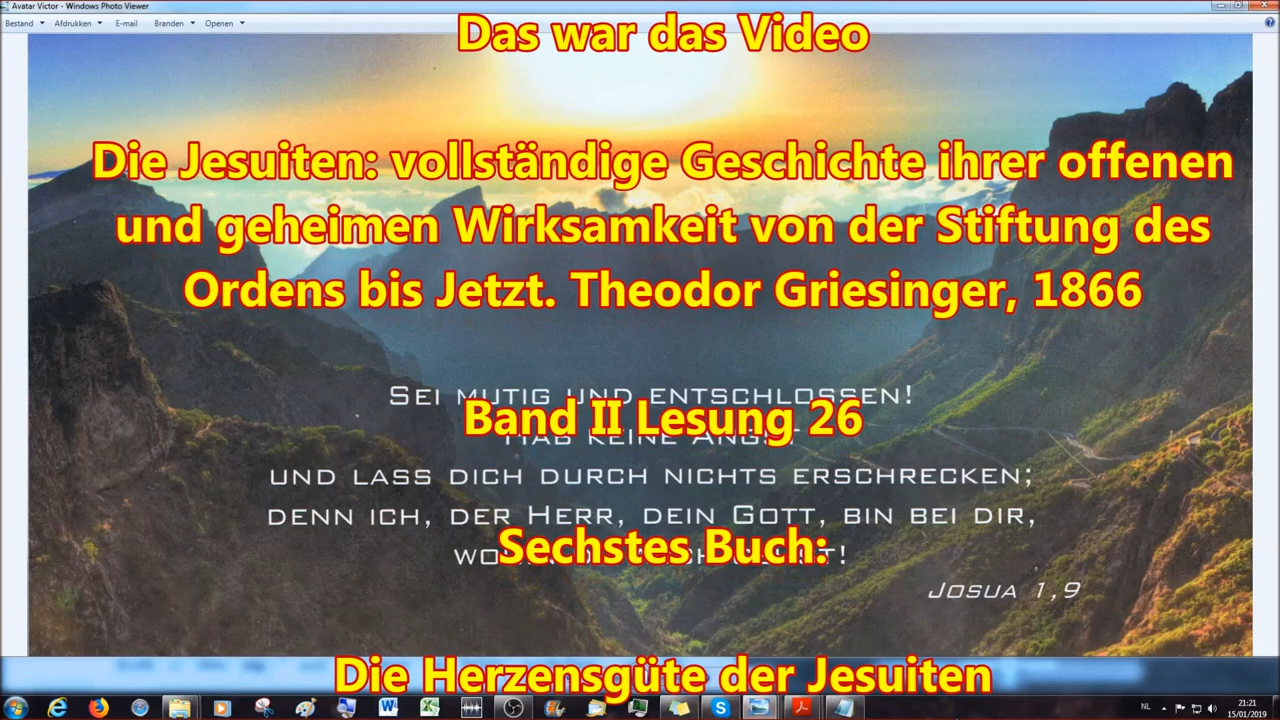 Avatar Victor - Windows Photo Viewer
Bestand Afdrukken E-mail Branden Openen
Das war das Video
Die Jesuiten: vollständige Geschichte ihrer offenen
und geheimen Wirksamkeit von der Stiftung des
Ordens bis Jetzt. Theodor Griesinger, 1866
Sei mutig und entschlossen!
Band II Lesung 26
Hab keine Angst
und lass dich durch nichts erschrecken;
denn ich, der Herr, dein Gott, bin bei dir,
Sechstes Buch:
Josua 1,9
Die Herzensgüte der Jesuiten
NL
21:21
15/01/2019